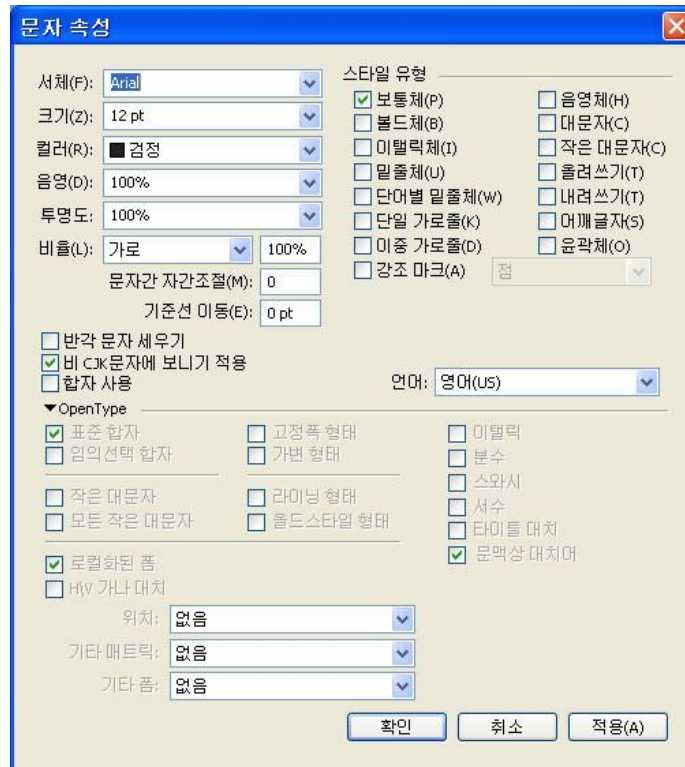 문자 속성
서체(F): Arial
크기(Z): 12 pt
컬러(R): 검정
음영(D): 100%
투명도: 100%
비율(L): 가로 100%
문자간 자간조절(M): 0
기준선 이동(E): 0 pt
스타일 유형
보통체(P) 음영체(H)
볼드체(B) 대문자(C)
이탤릭체(I) 작은 대문자(C)
밑줄체(U) 올려쓰기(T)
단어별 밑줄체(W) 내려쓰기(T)
단일 가로줄(K) 어깨글자(S)
이중 가로줄(D) 윤곽체(O)
강조 마크(A) 점
반각 문자 세우기
비 CJK문자에 보니기 적용
합자 사용
언어: 영어(US)
▼OpenType
표준 합자 고정폭 형태 이탤릭
임의선택 합자 가변 형태 분수
스와시
작은 대문자 라이닝 형태 서수
모든 작은 대문자 올드스타일 형태 타이틀 대치
로컬화된 폼 문맥상 대치어
HW 가나 대치
위치: 없음
기타 매트릭: 없음
기타 폼: 없음
확인 취소 적용(A)